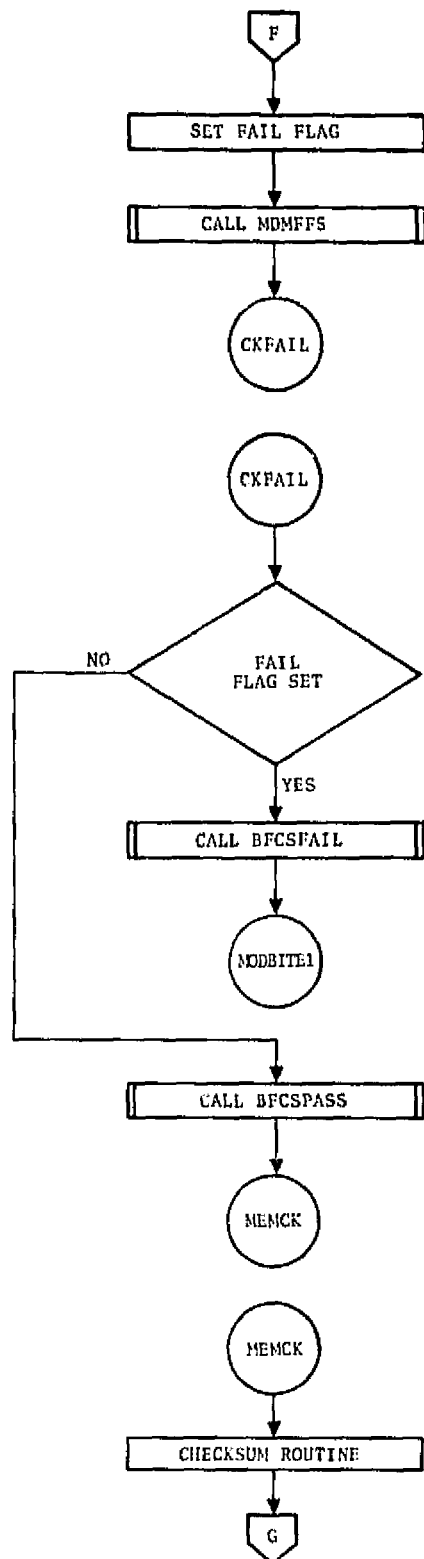 F
SET FAIL FLAG
CALL MDMFFS
CKFAIL
CKFAIL
FAIL
FLAG SET
NO
YES
CALL BFCSFAIL
MODBITE1
CALL BFCSPASS
MEMCK
MEMCK
CHECKSUM ROUTINE
G